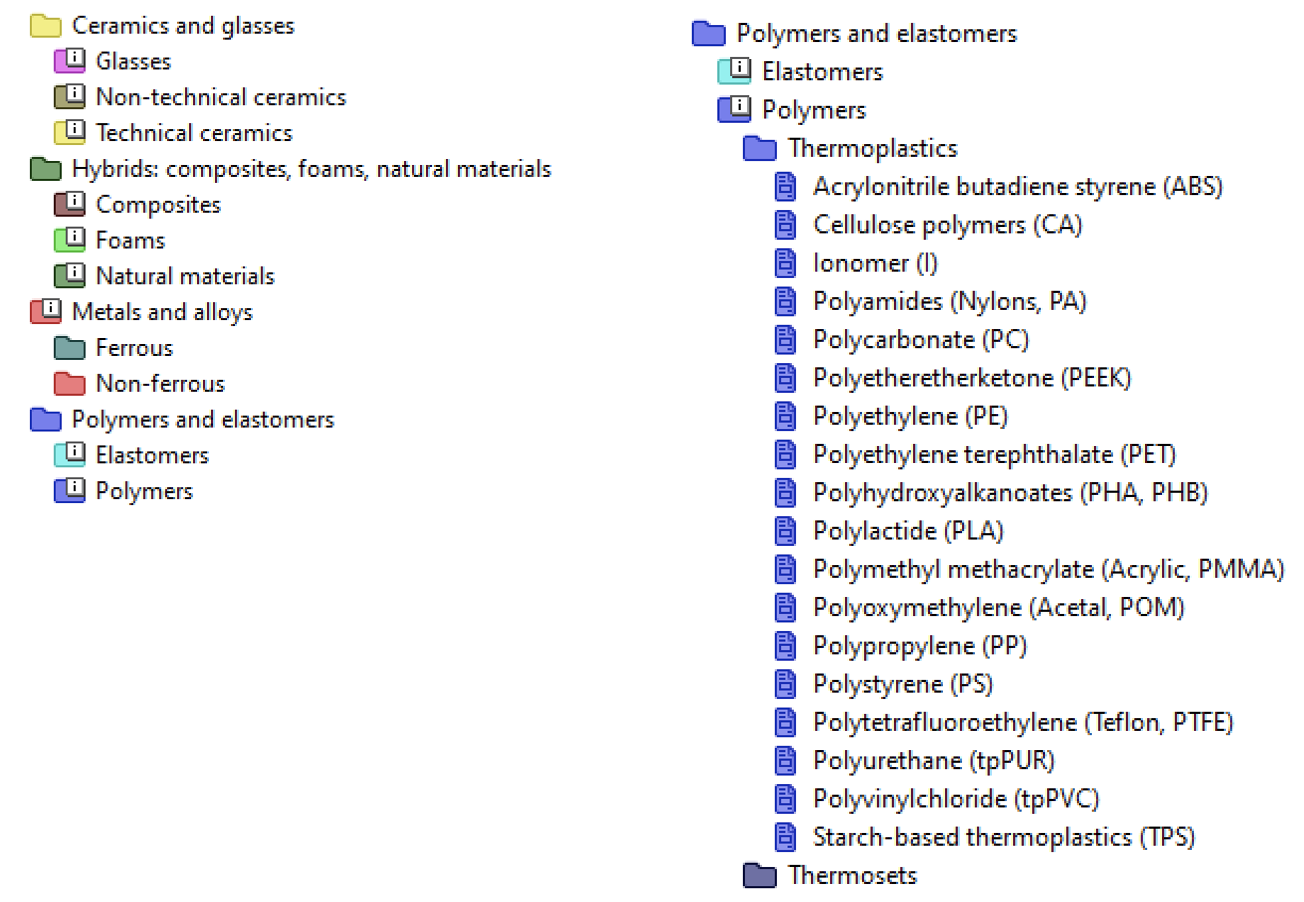 Ceramics and glasses
Glasses
Non-technical ceramics
Technical ceramics
Hybrids: composites, foams, natural materials
Composites
Foams
Natural materials
Metals and alloys
Ferrous
Non-ferrous
Polymers and elastomers
Elastomers
Polymers
Polymers and elastomers
Elastomers
Polymers
Thermoplastics
Acrylonitrile butadiene styrene (ABS)
Cellulose polymers (CA)
Ionomer (I)
Polyamides (Nylons, PA)
Polycarbonate (PC)
Polyetheretherketone (PEEK)
Polyethylene (PE)
Polyethylene terephthalate (PET)
Polyhydroxyalkanoates (PHA, PHB)
Polylactide (PLA)
Polymethyl methacrylate (Acrylic, PMMA)
Polyoxymethylene (Acetal, POM)
Polypropylene (PP)
Polystyrene (PS)
Polytetrafluoroethylene (Teflon, PTFE)
Polyurethane (tpPUR)
Polyvinylchloride (tpPVC)
Starch-based thermoplastics (TPS)
Thermosets